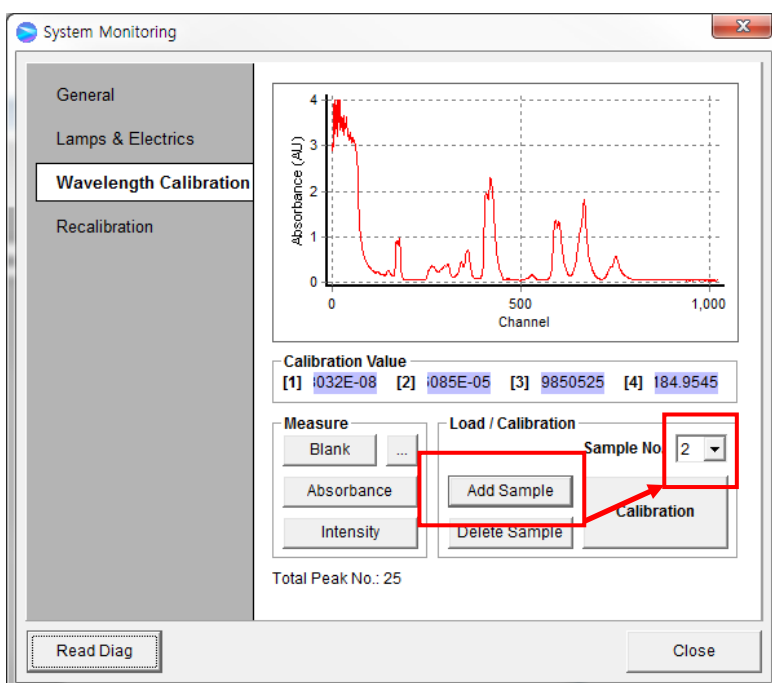 System Monitoring
General
Lamps & Electrics
Wavelength Calibration
Recalibration
Absorbance (AU)
4
3
2
1
0
0 500 1,000
Channel
Calibration Value
[1] 032E-08 [2] 085E-05 [3] 9850525 [4] 184.9545
Measure
Blank ...
Absorbance
Intensity
Load / Calibration
Sample No. 2
Add Sample
Delete Sample
Calibration
Total Peak No.: 25
Read Diag
Close